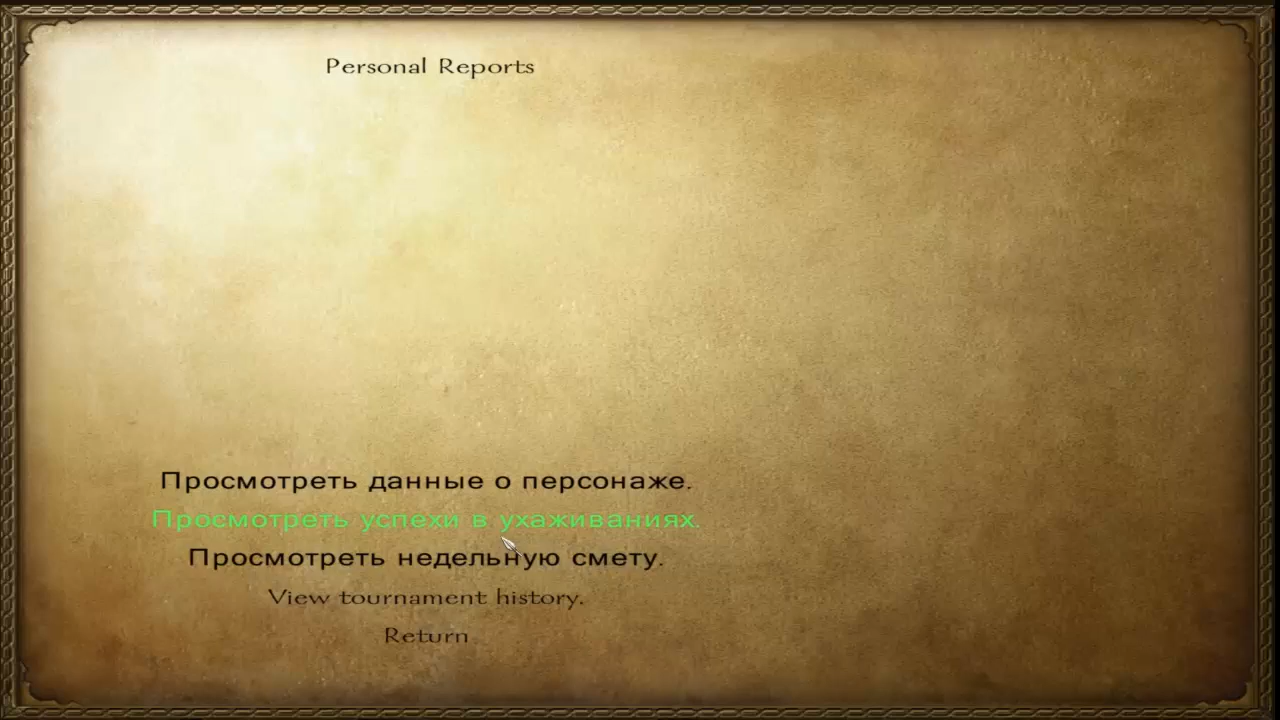 Personal Reports
Просмотреть данные о персонаже.
Просмотреть успехи в ухаживаниях.
Просмотреть недельную смету.
View tournament history.
Return